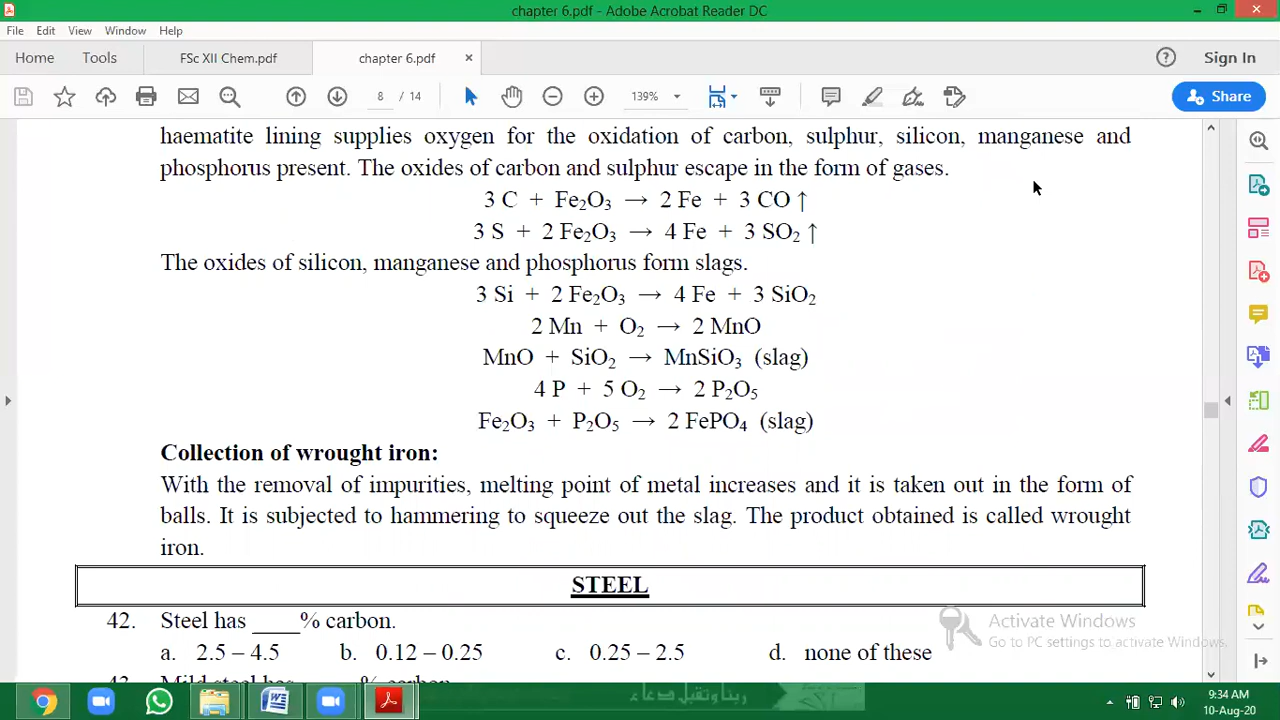 chapter 6.pdf - Adobe Acrobat Reader DC
File Edit View Window Help
Home Tools FSc XII Chem.pdf chapter 6.pdf × Sign In
8 / 14 139% Share
haematite lining supplies oxygen for the oxidation of carbon, sulphur, silicon, manganese and
phosphorus present. The oxides of carbon and sulphur escape in the form of gases.
3 C + Fe₂O₃ → 2 Fe + 3 CO ↑
3 S + 2 Fe₂O₃ → 4 Fe + 3 SO₂ ↑
The oxides of silicon, manganese and phosphorus form slags.
3 Si + 2 Fe₂O₃ → 4 Fe + 3 SiO₂
2 Mn + O₂ → 2 MnO
MnO + SiO₂ → MnSiO₃ (slag)
4 P + 5 O₂ → 2 P₂O₅
Fe₂O₃ + P₂O₅ → 2 FePO₄ (slag)
Collection of wrought iron:
With the removal of impurities, melting point of metal increases and it is taken out in the form of
balls. It is subjected to hammering to squeeze out the slag. The product obtained is called wrought
iron.
STEEL
42. Steel has ____% carbon.
a. 2.5 – 4.5 b. 0.12 – 0.25 c. 0.25 – 2.5 d. none of these
Activate Windows
Go to PC settings to activate Windows.
ربنا وتقبل دعاء
9:34 AM
10-Aug-20